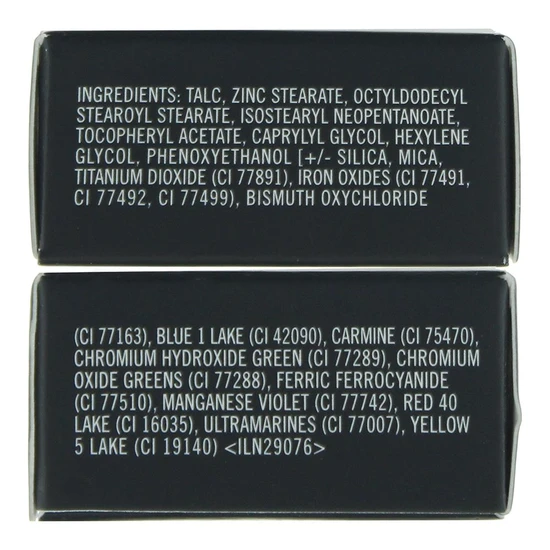 INGREDIENTS: TALC, ZINC STEARATE, OCTYLDODECYL
STEAROYL STEARATE, ISOSTEARYL NEOPENTANOATE,
TOCOPHERYL ACETATE, CAPRYLYL GLYCOL, HEXYLENE
GLYCOL, PHENOXYETHANOL [+/- SILICA, MICA,
TITANIUM DIOXIDE (CI 77891), IRON OXIDES (CI 77491,
CI 77492, CI 77499), BISMUTH OXYCHLORIDE
(CI 77163), BLUE 1 LAKE (CI 42090), CARMINE (CI 75470),
CHROMIUM HYDROXIDE GREEN (CI 77289), CHROMIUM
OXIDE GREENS (CI 77288), FERRIC FERROCYANIDE
(CI 77510), MANGANESE VIOLET (CI 77742), RED 40
LAKE (CI 16035), ULTRAMARINES (CI 77007), YELLOW
5 LAKE (CI 19140) <ILN29076>